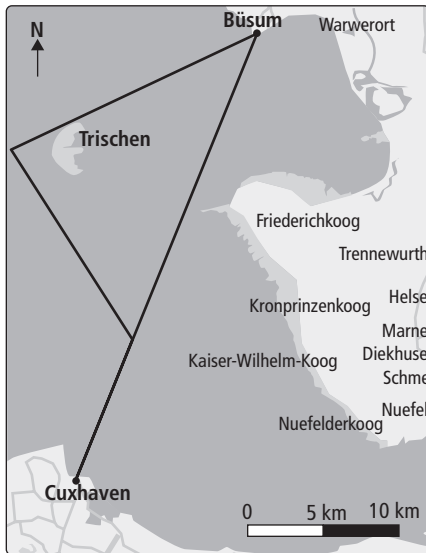 Büsum
Warwerort
N
Trischen
Friederichkoog
Trennewurth
Helse
Kronprinzenkoog
Marne
Diekhuse
Kaiser-Wilhelm-Koog
Schme
Nuefel
Nuefelderkoog
Cuxhaven
0 5 km 10 km